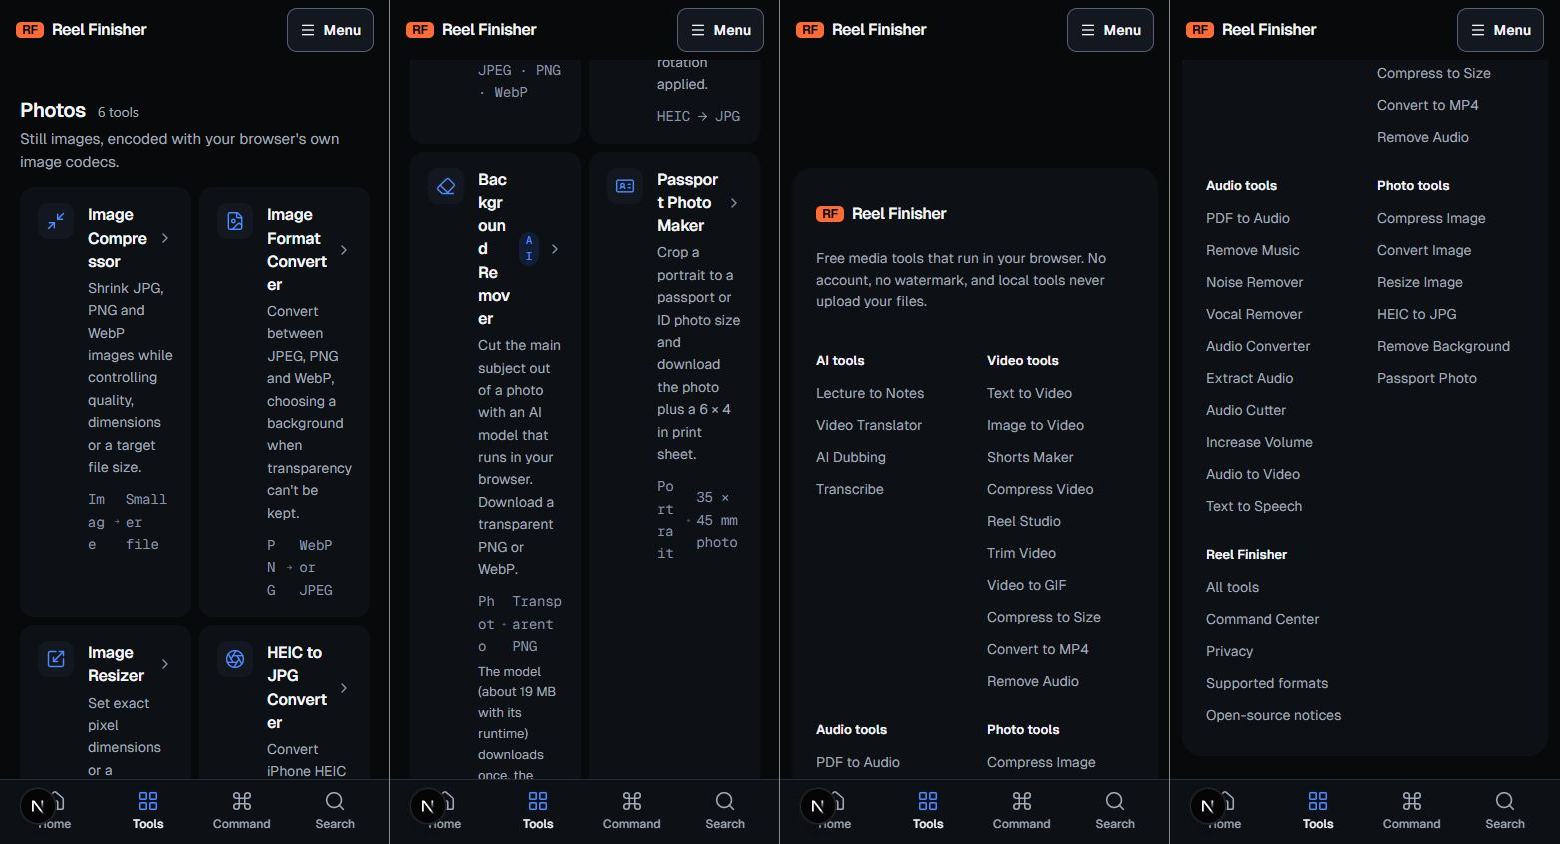 RF Reel Finisher
Menu
Photos 6 tools
Still images, encoded with your browser's own
image codecs.
Image
Compre
ssor
Shrink JPG,
PNG and
WebP
images while
controlling
quality,
dimensions
or a target
file size.
Im
ag
e
→
Small
er
file
Image
Format
Convert
er
Convert
between
JPEG, PNG
and WebP,
choosing a
background
when
transparency
can't be
kept.
P
N
G
→
WebP
or
JPEG
Image
Resizer
Set exact
pixel
dimensions
or a
HEIC to
JPG
Convert
er
Convert
iPhone HEIC
N
Home
Tools
Command
Search
RF Reel Finisher
Menu
JPEG · PNG
· WebP
rotation
applied.
HEIC → JPG
Bac
kgr
oun
d
Re
mov
er
A
I
Cut the main
subject out
of a photo
with an AI
model that
runs in your
browser.
Download a
transparent
PNG or
WebP.
Ph
ot
o
Transp
arent
PNG
The model
(about 19 MB
with its
runtime)
downloads
once, the
Passpor
t Photo
Maker
Crop a
portrait to a
passport or
ID photo size
and
download
the photo
plus a 6 × 4
in print
sheet.
Po
rt
ra
it
35 ×
45 mm
photo
N
Home
Tools
Command
Search
RF Reel Finisher
Menu
RF Reel Finisher
Free media tools that run in your browser. No
account, no watermark, and local tools never
upload your files.
AI tools
Lecture to Notes
Video Translator
AI Dubbing
Transcribe
Video tools
Text to Video
Image to Video
Shorts Maker
Compress Video
Reel Studio
Trim Video
Video to GIF
Compress to Size
Convert to MP4
Remove Audio
Audio tools
PDF to Audio
Photo tools
Compress Image
N
Home
Tools
Command
Search
RF Reel Finisher
Menu
Compress to Size
Convert to MP4
Remove Audio
Audio tools
PDF to Audio
Remove Music
Noise Remover
Vocal Remover
Audio Converter
Extract Audio
Audio Cutter
Increase Volume
Audio to Video
Text to Speech
Photo tools
Compress Image
Convert Image
Resize Image
HEIC to JPG
Remove Background
Passport Photo
Reel Finisher
All tools
Command Center
Privacy
Supported formats
Open-source notices
N
Home
Tools
Command
Search